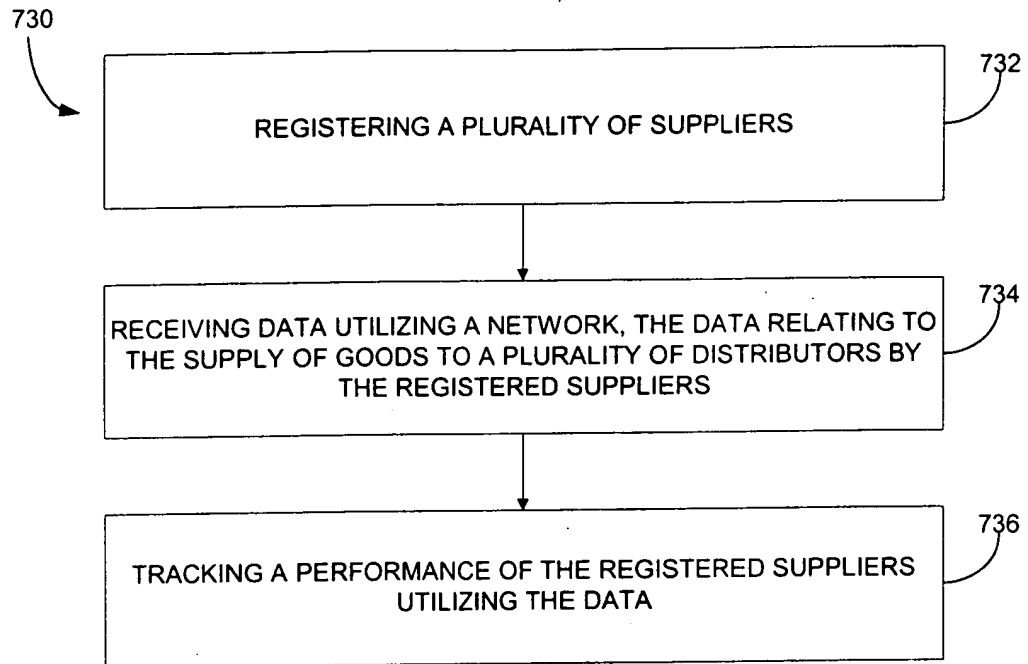 730
732
REGISTERING A PLURALITY OF SUPPLIERS
734
RECEIVING DATA UTILIZING A NETWORK, THE DATA RELATING TO
THE SUPPLY OF GOODS TO A PLURALITY OF DISTRIBUTORS BY
THE REGISTERED SUPPLIERS
736
TRACKING A PERFORMANCE OF THE REGISTERED SUPPLIERS
UTILIZING THE DATA